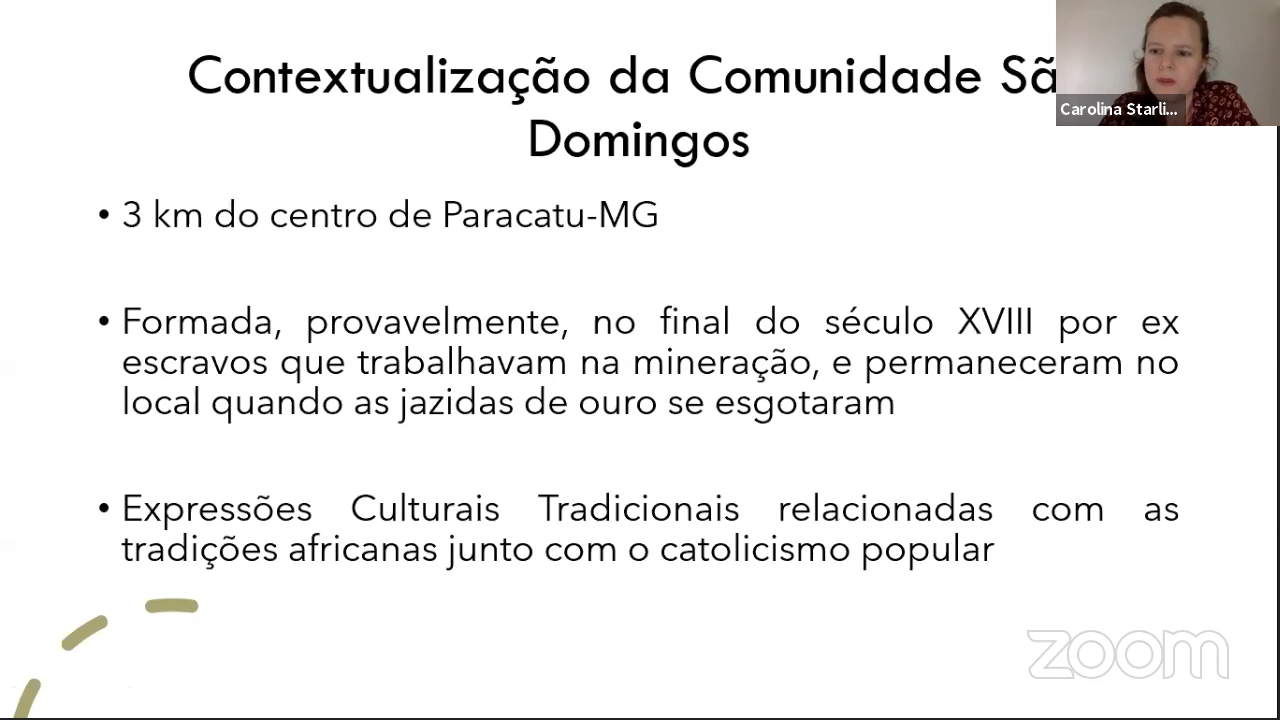 Contextualização da Comunidade Sã
Domingos
Carolina Starli...
• 3 km do centro de Paracatu-MG
• Formada, provavelmente, no final do século XVIII por ex
escravos que trabalhavam na mineração, e permaneceram no
local quando as jazidas de ouro se esgotaram
• Expressões Culturais Tradicionais relacionadas com as
tradições africanas junto com o catolicismo popular
zoom